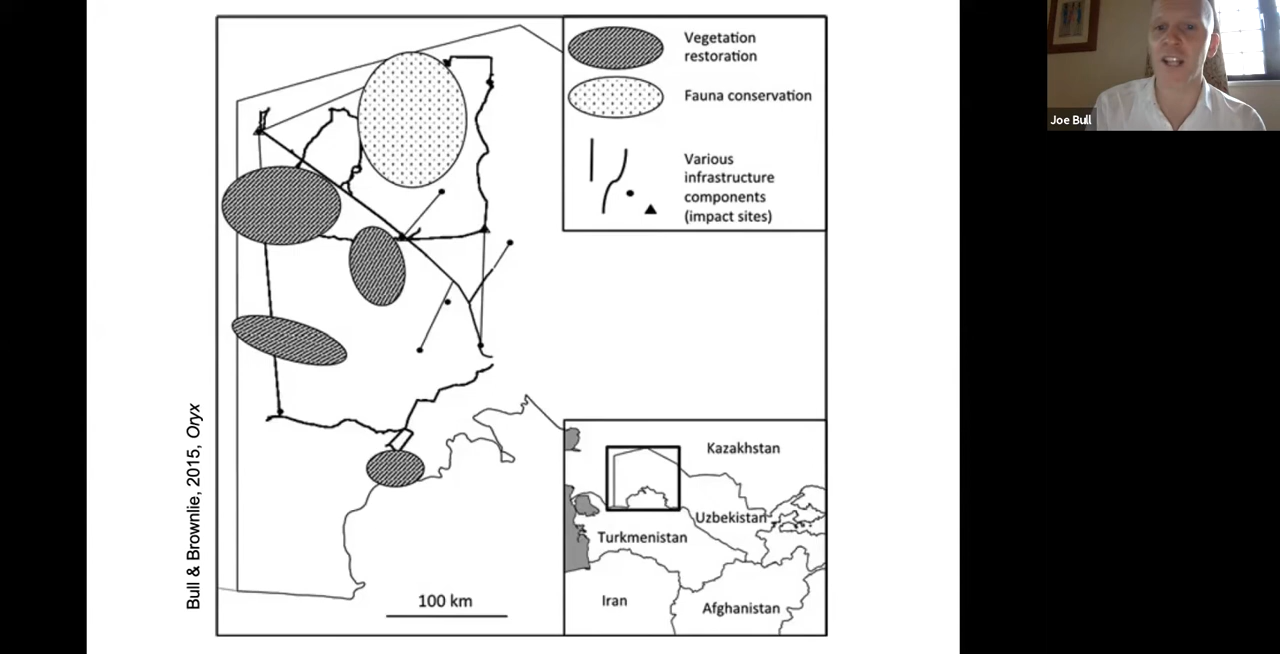 Vegetation
restoration
Fauna conservation
Various
infrastructure
components
(impact sites)
Joe Bull
Bull & Brownlie, 2015, Oryx
100 km
Kazakhstan
Uzbekistan
Turkmenistan
Iran
Afghanistan